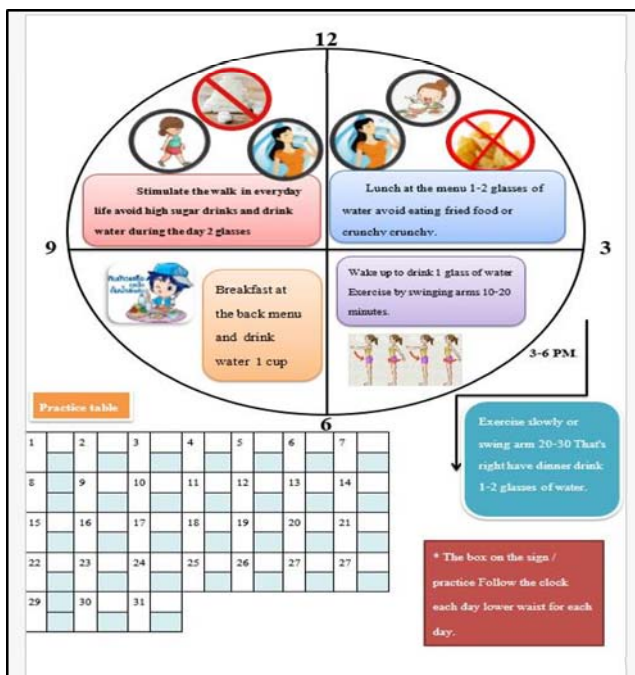 12
Stimulate the walk in everyday
life avoid high sugar drinks and drink
water during the day 2 glasses
Lunch at the menu 1-2 glasses of
water avoid eating fried food or
crunchy crunchy.
9
3
Breakfast at
the back menu
and drink
water 1 cup
Wake up to drink 1 glass of water
Exercise by swinging arms 10-20
minutes.
3-6 PM.
6
Practice table
Exercise slowly or
swing arm 20-30 That's
right have dinner drink
1-2 glasses of water.
1 2 3 4 5 6 7
8 9 10 11 12 13 14
15 16 17 18 19 20 21
22 23 24 25 26 27 27
29 30 31
* The box on the sign /
practice Follow the clock
each day lower waist for each
day.